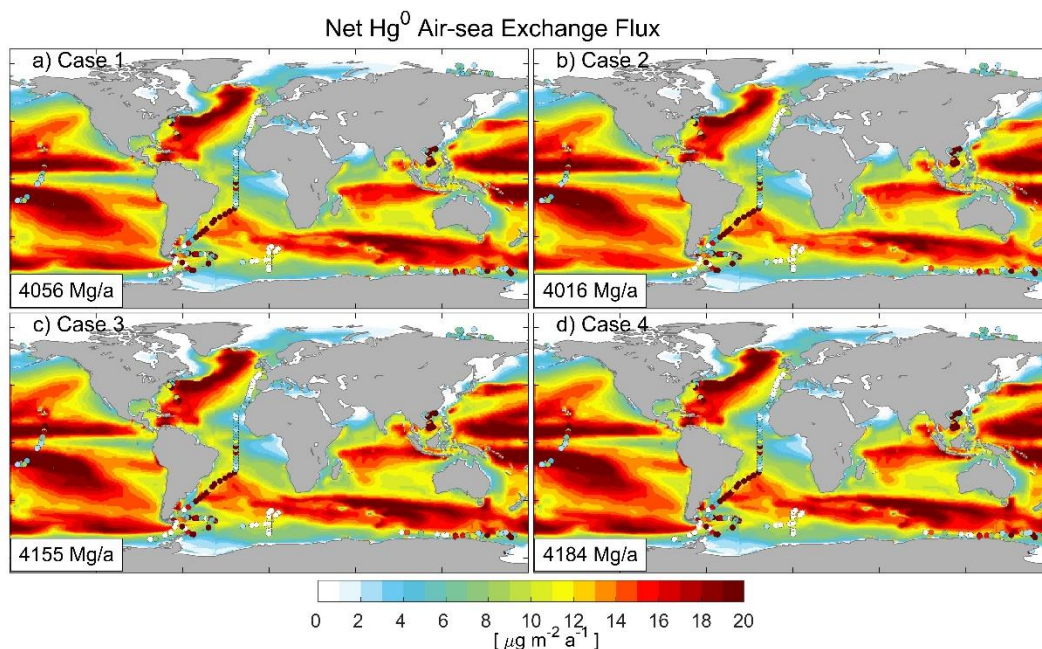 Net Hg⁰ Air-sea Exchange Flux
a) Case 1
b) Case 2
4056 Mg/a
4016 Mg/a
c) Case 3
d) Case 4
4155 Mg/a
4184 Mg/a
0 2 4 6 8 10 12 14 16 18 20
[ μg m⁻² a⁻¹ ]